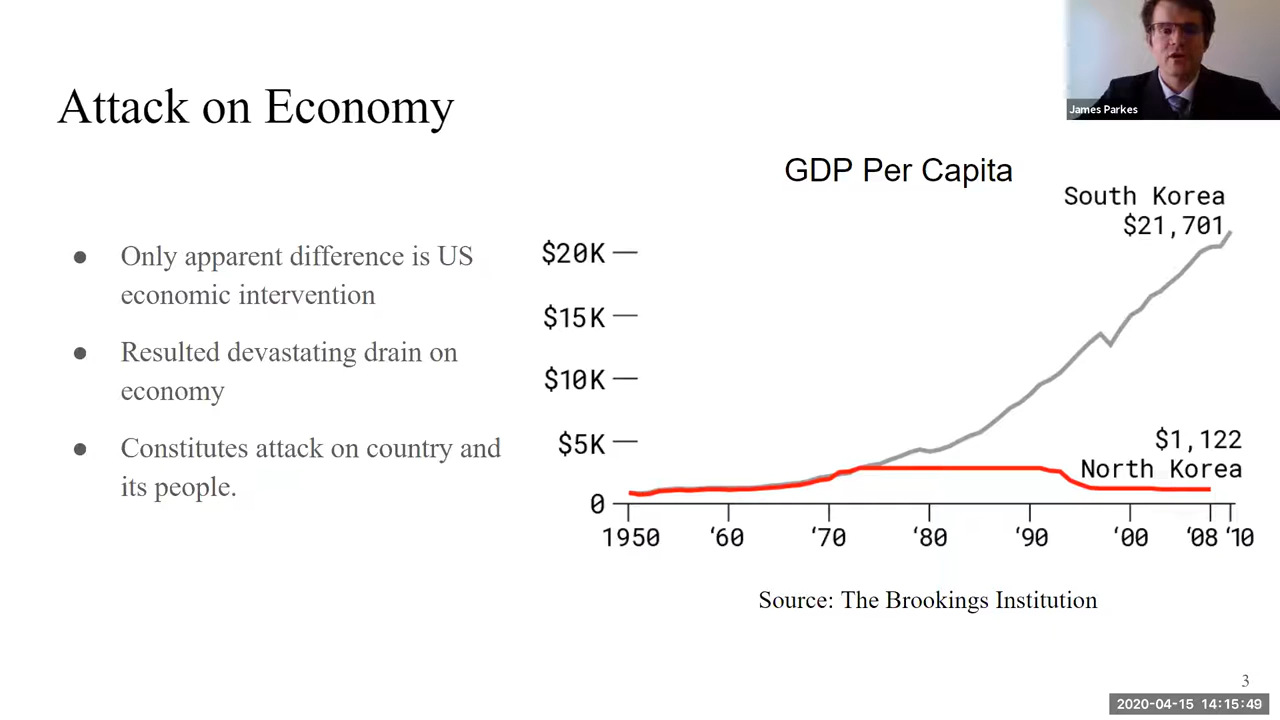 James Parkes
Attack on Economy
● Only apparent difference is US
economic intervention
● Resulted devastating drain on
economy
● Constitutes attack on country and
its people.
GDP Per Capita
South Korea
$21,701
$20K
$15K
$10K
$5K
0
$1,122
North Korea
1950 ‘60 ‘70 ‘80 ‘90 ‘00 ‘08 ‘10
Source: The Brookings Institution
3
2020-04-15 14:15:49